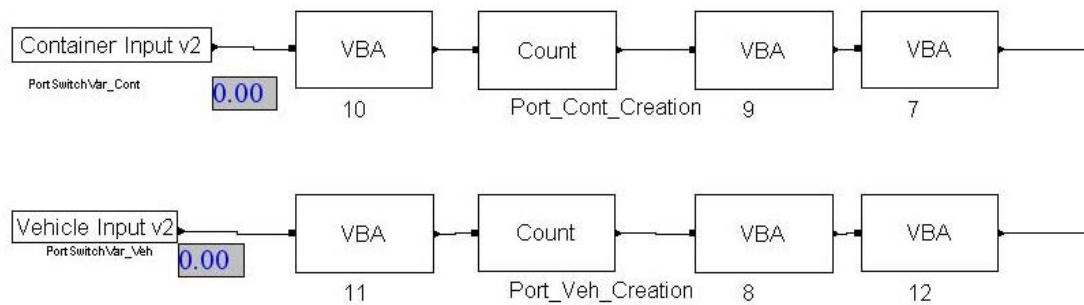 Container Input v2
VBA
Count
VBA
VBA
PortSwitchVar_Cont
0.00
10
Port_Cont_Creation
9
7
Vehicle Input v2
VBA
Count
VBA
VBA
PortSwitchVar_Veh
0.00
11
Port_Veh_Creation
8
12